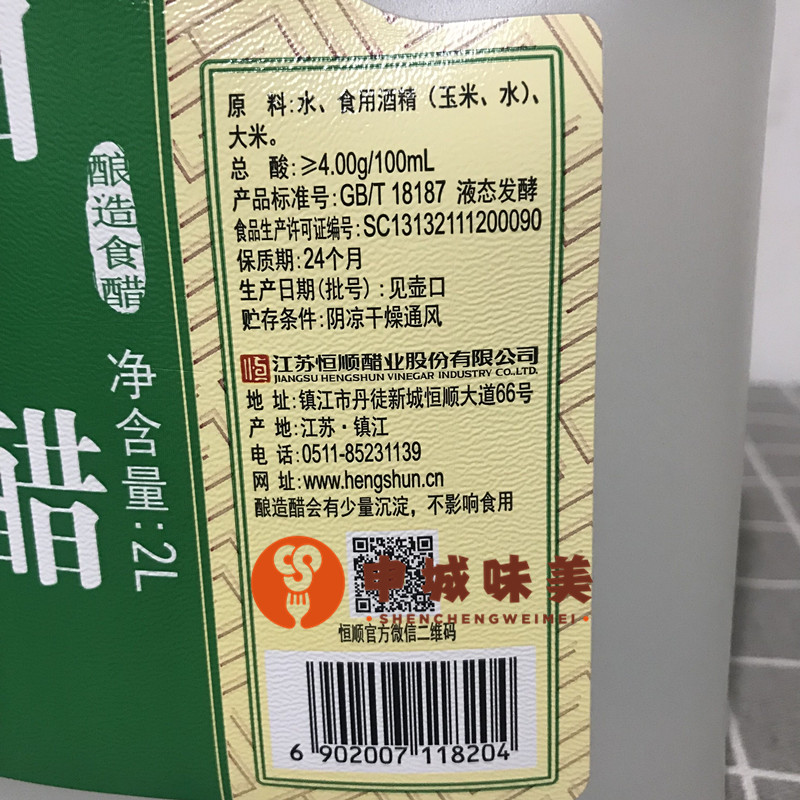 酿造食醋
净含量:2L
醋
原 料:水、食用酒精（玉米、水）、
大米。
总 酸:≥4.00g/100mL
产品标准号:GB/T 18187 液态发酵
食品生产许可证编号:SC13132111200090
保质期:24个月
生产日期(批号):见壶口
贮存条件:阴凉干燥通风
恒 江苏恒顺醋业股份有限公司
JIANGSU HENGSHUN VINEGAR INDUSTRY CO.,LTD.
地 址:镇江市丹徒新城恒顺大道66号
产 地:江苏·镇江
电 话:0511-85231139
网 址:www.hengshun.cn
酿造醋会有少量沉淀，不影响食用
申城味美
·SHENCHENGWEIMEI·
恒顺官方微信二维码
6 902007 118204